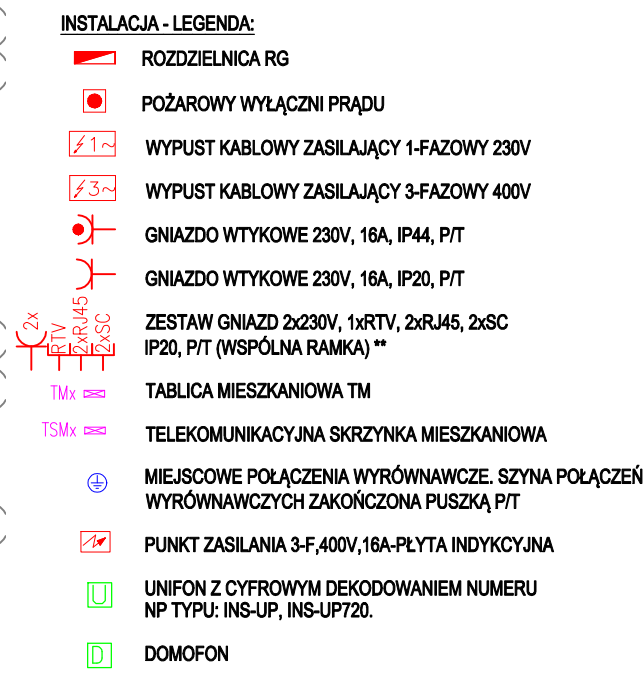 INSTALACJA - LEGENDA:
ROZDZIELNICA RG
POŻAROWY WYŁĄCZNI PRĄDU
1~ WYPUST KABLOWY ZASILAJĄCY 1-FAZOWY 230V
3~ WYPUST KABLOWY ZASILAJĄCY 3-FAZOWY 400V
GNIAZDO WTYKOWE 230V, 16A, IP44, P/T
GNIAZDO WTYKOWE 230V, 16A, IP20, P/T
2x
RTV
2xRJ45
2xSC
ZESTAW GNIAZD 2x230V, 1xRTV, 2xRJ45, 2xSC
IP20, P/T (WSPÓLNA RAMKA) **
TMx TABLICA MIESZKANIOWA TM
TSMx TELEKOMUNIKACYJNA SKRZYNKA MIESZKANIOWA
MIEJSCOWE POŁĄCZENIA WYRÓWNAWCZE. SZYNA POŁĄCZEŃ
WYRÓWNAWCZYCH ZAKOŃCZONA PUSZKĄ P/T
PUNKT ZASILANIA 3-F,400V,16A-PŁYTA INDYKCYJNA
U UNIFON Z CYFROWYM DEKODOWANIEM NUMERU
NP TYPU: INS-UP, INS-UP720.
D DOMOFON